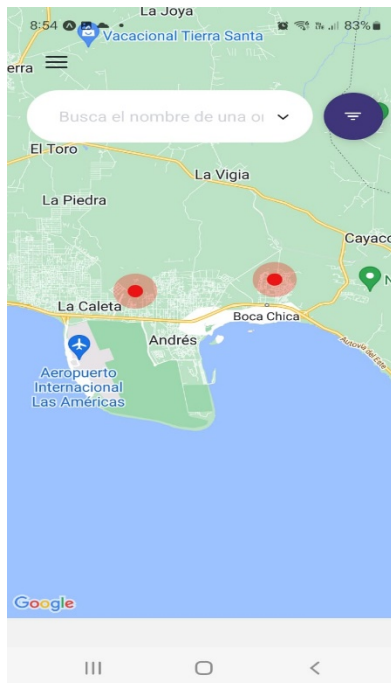 La Joya
8:54
83%
Vacacional Tierra Santa
erra
Busca el nombre de una or
El Toro
La Vigia
La Piedra
Cayaco
N
La Caleta
Boca Chica
Andrés
Autovía del Este
Aeropuerto
Internacional
Las Américas
Google